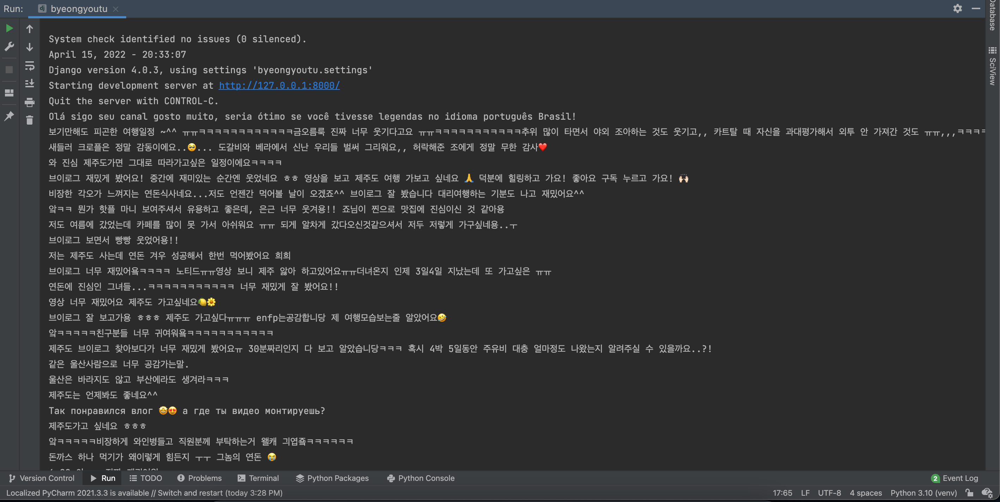 Run: byeongyoutu
Database
SciView
System check identified no issues (0 silenced).
April 15, 2022 - 20:33:07
Django version 4.0.3, using settings 'byeongyoutu.settings'
Starting development server at http://127.0.0.1:8000/
Quit the server with CONTROL-C.
Olá sigo seu canal gosto muito, seria ótimo se você tivesse legendas no idioma português Brasil!
보기만해도 피곤한 여행일정 ~^^ ㅠㅠㅋㅋㅋㅋㅋㅋㅋㅋㅋㅋㅋㅋ금오름룩 진짜 너무 웃기다고요 ㅠㅠㅋㅋㅋㅋㅋㅋㅋㅋㅋㅋㅋ추위 많이 타면서 야외 조아하는 것도 웃기고,, 카트탈 때 자신을 과대평가해서 외투 안 가져간 것도 ㅠㅠ,,,ㅋㅋㅋㅋ
새들러 크로플은 정말 감동이에요..🥺... 도갈비와 베라에서 신난 우리들 벌써 그리워요,, 허락해준 조에게 정말 무한 감사❤️
와 진심 제주도가면 그대로 따라가고싶은 일정이에요ㅋㅋㅋㅋ
브이로그 재밌게 봤어요! 중간에 재미있는 순간엔 웃었네요 ㅎㅎ 영상을 보고 제주도 여행 가보고 싶네요 🙏 덕분에 힐링하고 가요! 좋아요 구독 누르고 가요! 🙌🏻
비장한 각오가 느껴지는 연돈식사네요...저도 언젠간 먹어볼 날이 오겠죠^^ 브이로그 잘 봤습니다 대리여행하는 기분도 나고 재밌어요^^
앜ㅋㅋ 뭔가 핫플 마니 보여주셔서 유용하고 좋은데, 은근 너무 웃겨용!! 죠님이 찐으로 맛집에 진심이신 것 같아용
저도 여름에 갔었는데 카페를 많이 못 가서 아쉬워요 ㅠㅠ 되게 알차게 갔다오신것같으셔서 저두 저렇게 가구싶네용..ㅜ
브이로그 보면서 빵빵 웃었어용!!
저는 제주도 사는데 연돈 겨우 성공해서 한번 먹어봤어요 희희
브이로그 너무 재밌어욬ㅋㅋㅋㅋ 노티드ㅠㅠ영상 보니 제주 앓아 하고있어요ㅠㅠ더녀온지 인제 3일4일 지났는데 또 가고싶은 ㅠㅠ
연돈에 진심인 그녀들...ㅋㅋㅋㅋㅋㅋㅋㅋㅋㅋㅋ 너무 재밌게 잘 봤어요!!
영상 너무 재밌어요 제주도 가고싶네요🍋🌼
브이로그 잘 보고가용 ㅎㅎㅎ 제주도 가고싶다ㅠㅠㅠ enfp는공감합니당 제 여행모습보는줄 알았어요🤣
앜ㅋㅋㅋㅋㅋ친구분들 너무 귀여워욬ㅋㅋㅋㅋㅋㅋㅋㅋㅋㅋㅋ
제주도 브이로그 찾아보다가 너무 재밌게 봤어요ㅠ 30분짜리인지 다 보고 알았습니당ㅋㅋㅋ 혹시 4박 5일동안 주유비 대충 얼마정도 나왔는지 알려주실 수 있을까요..?!
같은 울산사람으로 너무 공감가는말.
울산은 바라지도 않고 부산에라도 생겨라ㅋㅋㅋ
제주도는 언제봐도 좋네요^^
Так понравился влог 🤩😍 а где ты видео монтируешь?
제주도가고 싶네요 ㅎㅎㅎ
앜ㅋㅋㅋㅋㅋ비장하게 와인병들고 직원분께 부탁하는거 왤캐 긔엽죸ㅋㅋㅋㅋㅋㅋ
돈까스 하나 먹기가 왜이렇게 힘든지 ㅜㅜ 그놈의 연돈 😭
Version Control Run TODO Problems Terminal Python Packages Python Console 2 Event Log
Localized PyCharm 2021.3.3 is available // Switch and restart (today 3:28 PM) 17:65 LF UTF-8 4 spaces Python 3.10 (venv)